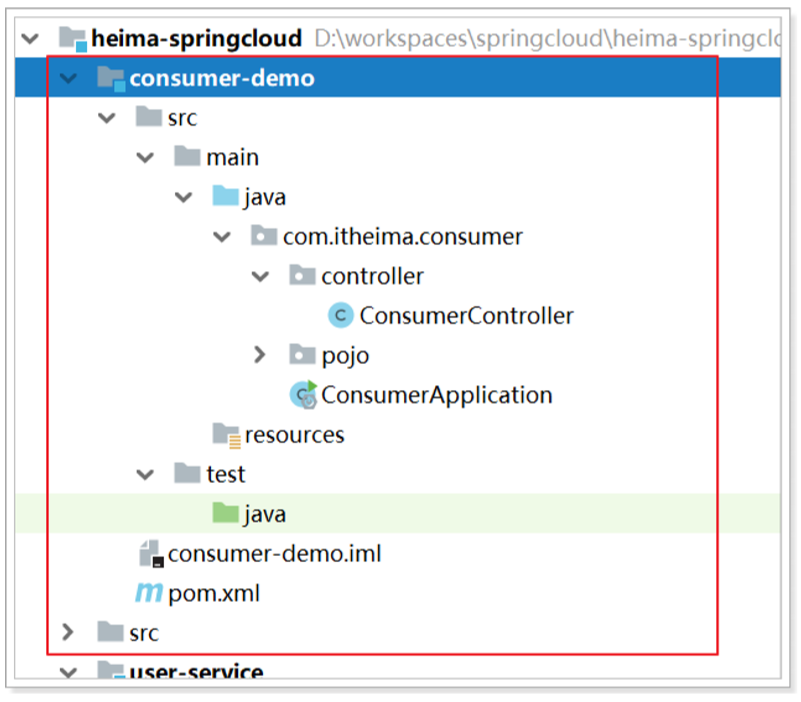 heima-springcloud D:\workspaces\springcloud\heima-springclo
consumer-demo
src
main
java
com.itheima.consumer
controller
C ConsumerController
pojo
C ConsumerApplication
resources
test
java
consumer-demo.iml
m pom.xml
src
user-service